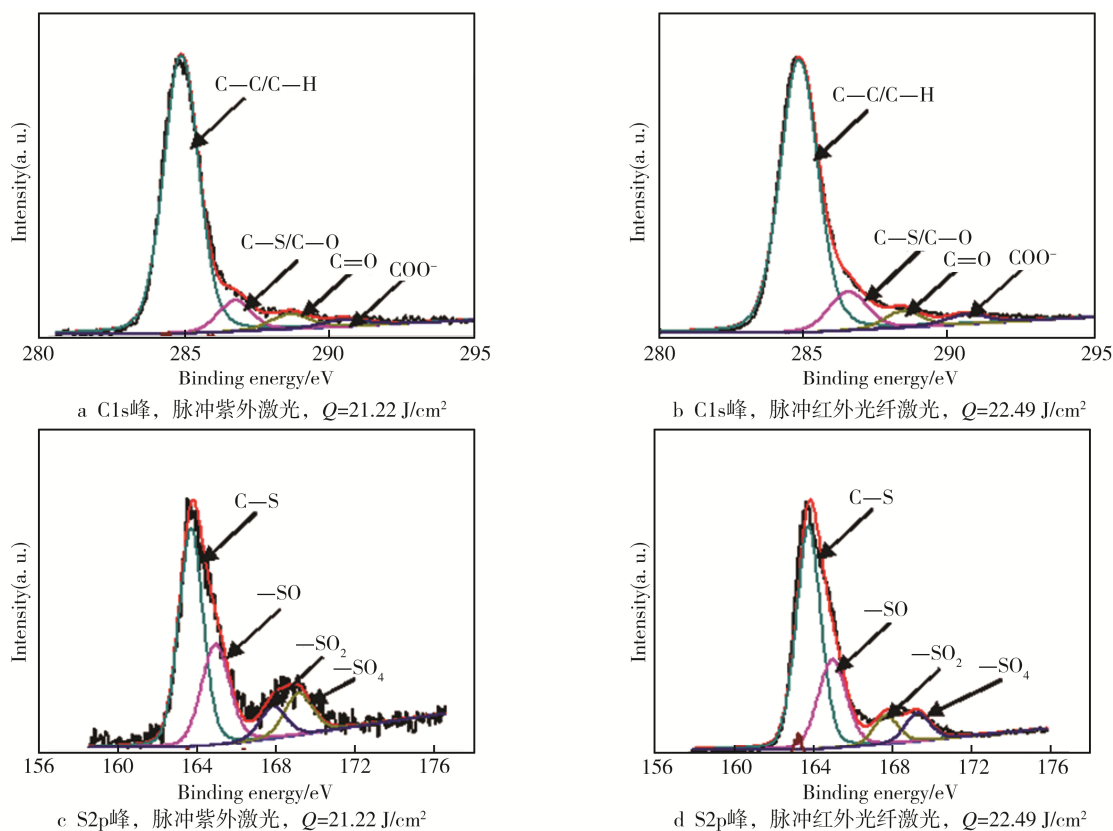 C—C/C—H
C—S/C—O
C=O
COO⁻
Intensity(a. u.)
280 285 290 295
Binding energy/eV
a C1s峰，脉冲紫外激光，Q=21.22 J/cm²
C—C/C—H
C—S/C—O
C=O
COO⁻
Intensity(a. u.)
280 285 290 295
Binding energy/eV
b C1s峰，脉冲红外光纤激光，Q=22.49 J/cm²
C—S
—SO
—SO₂
—SO₄
Intensity(a. u.)
156 160 164 168 172 176
Binding energy/eV
c S2p峰，脉冲紫外激光，Q=21.22 J/cm²
C—S
—SO
—SO₂
—SO₄
Intensity(a. u.)
156 160 164 168 172 176
Binding energy/eV
d S2p峰，脉冲红外光纤激光，Q=22.49 J/cm²